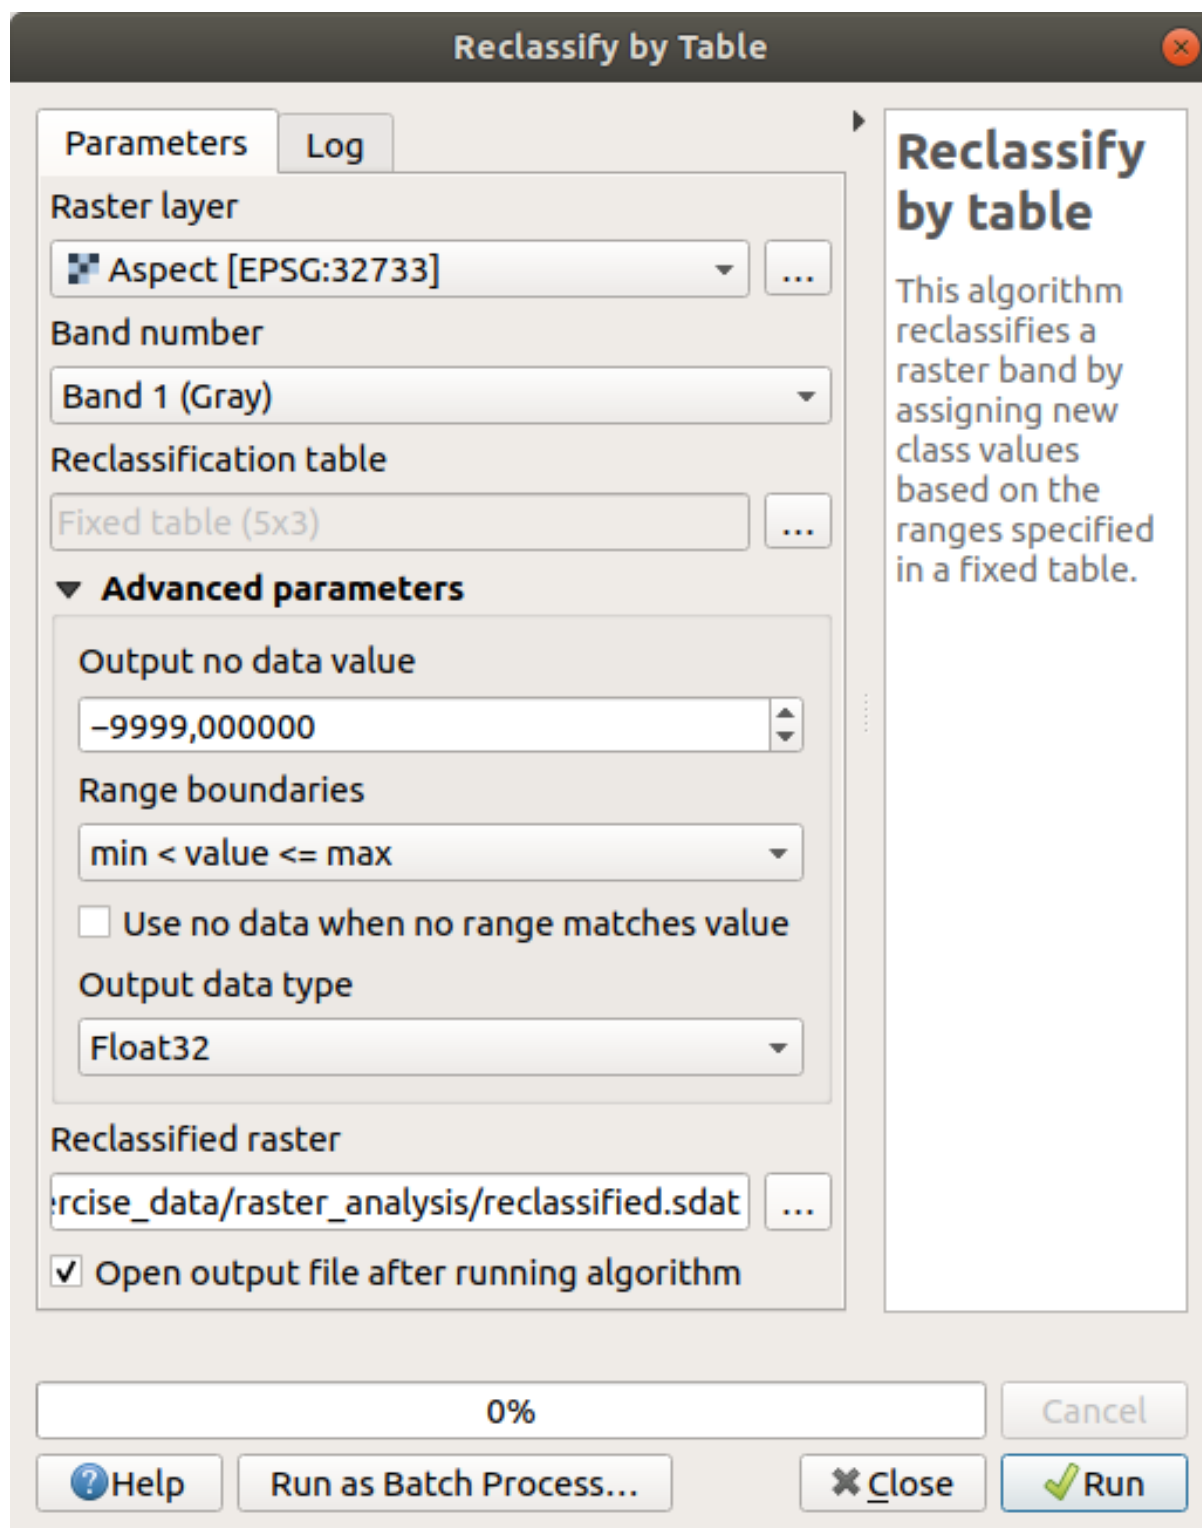 Reclassify by Table
Parameters
Log
Raster layer
Aspect [EPSG:32733]
...
Band number
Band 1 (Gray)
Reclassification table
Fixed table (5x3)
...
Advanced parameters
Output no data value
−9999,000000
Range boundaries
min < value <= max
Use no data when no range matches value
Output data type
Float32
Reclassified raster
rcise_data/raster_analysis/reclassified.sdat
...
Open output file after running algorithm
Reclassify
by table
This algorithm
reclassifies a
raster band by
assigning new
class values
based on the
ranges specified
in a fixed table.
0%
Cancel
Help
Run as Batch Process...
Close
Run